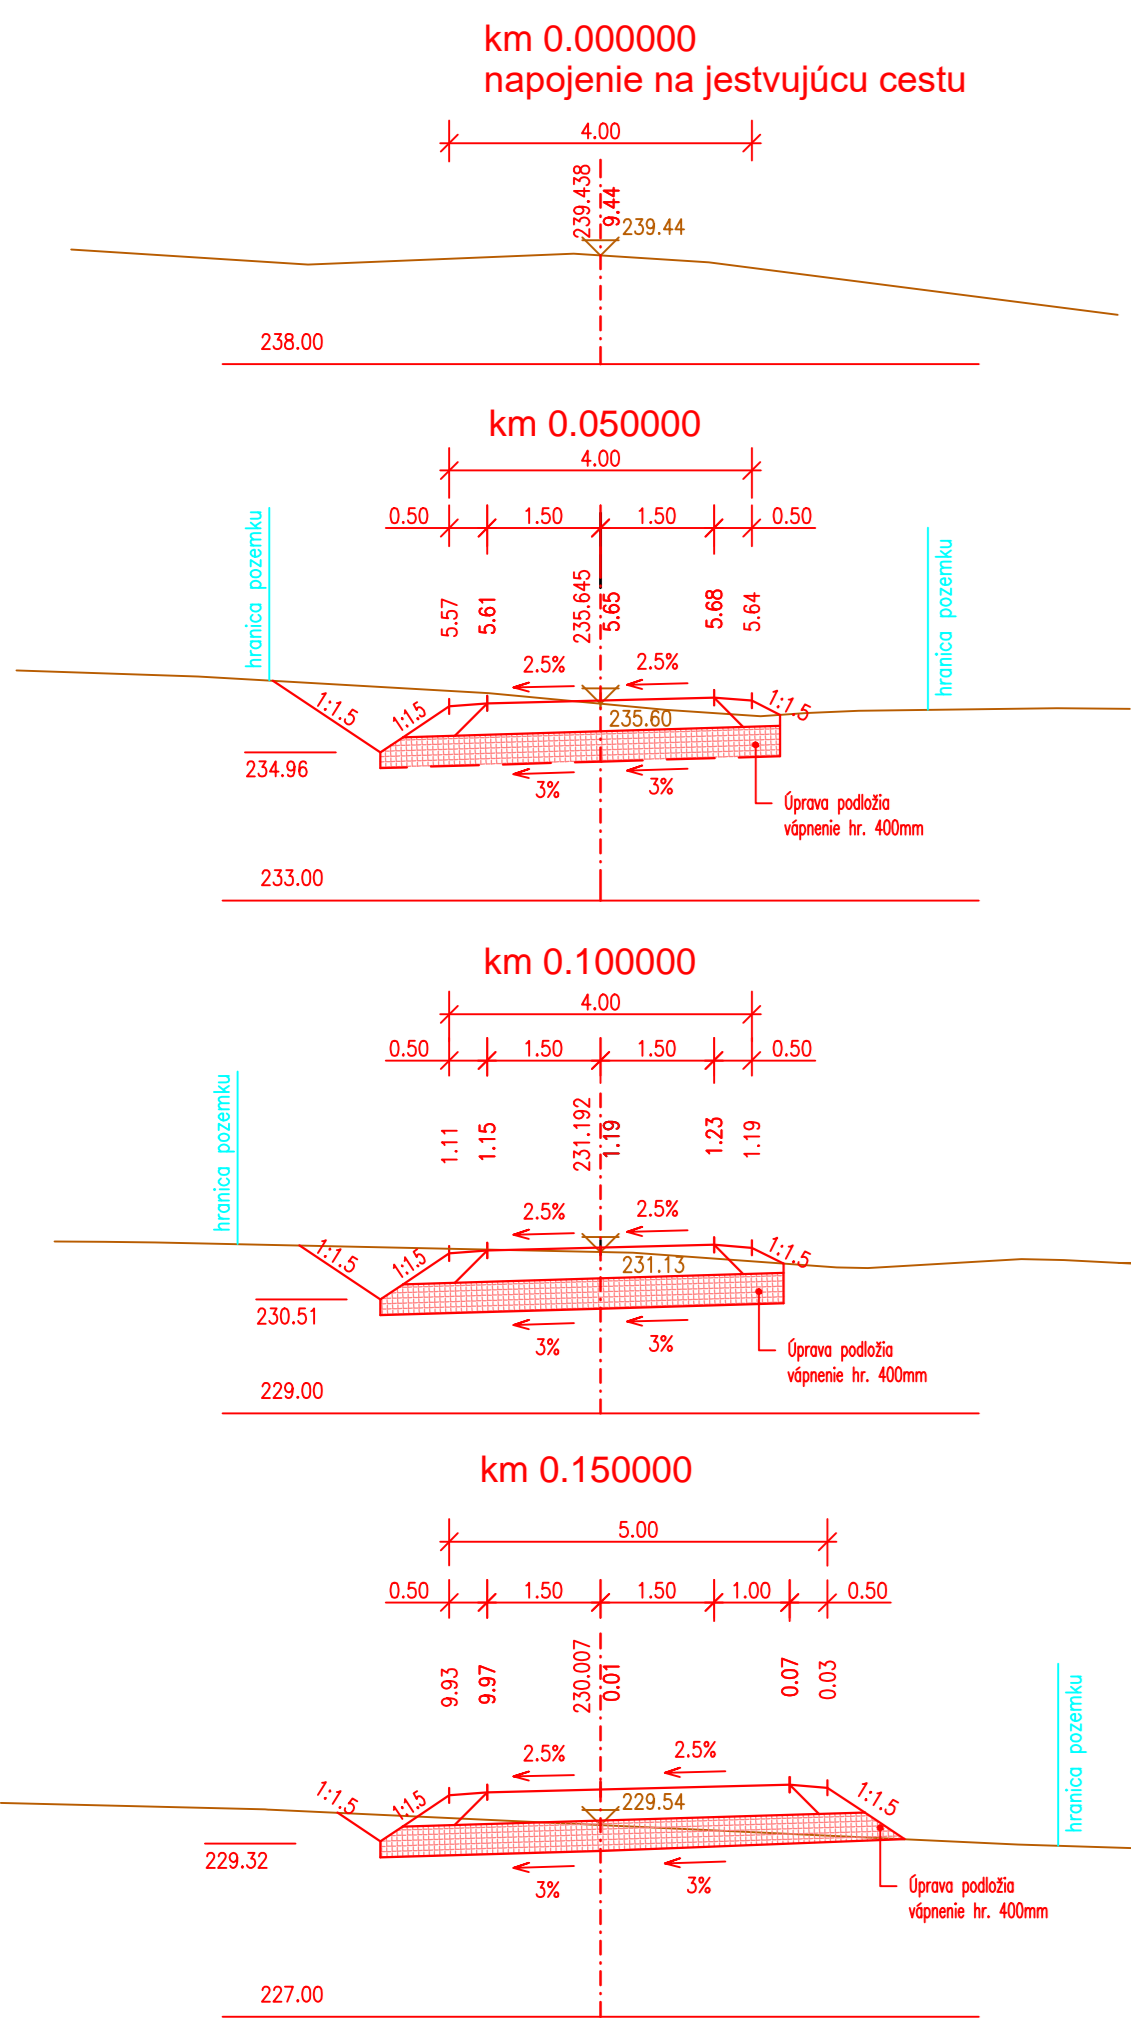 km 0.000000
napojenie na jestvujúcu cestu
4.00
239.438
9.44
239.44
238.00
km 0.050000
4.00
0.50 1.50 1.50 0.50
hranica pozemku
hranica pozemku
5.57 5.61 235.645 5.65 5.68 5.64
2.5% 2.5%
1:1.5 1:1.5 1:1.5
235.60
234.96
3% 3%
Úprava podložia
vápnenie hr. 400mm
233.00
km 0.100000
4.00
0.50 1.50 1.50 0.50
hranica pozemku
1.11 1.15 231.192 1.19 1.23 1.19
2.5% 2.5%
1:1.5 1:1.5 1:1.5
231.13
230.51
3% 3%
Úprava podložia
vápnenie hr. 400mm
229.00
km 0.150000
5.00
0.50 1.50 1.50 1.00 0.50
9.93 9.97 230.007 0.01 0.07 0.03
hranica pozemku
2.5% 2.5%
1:1.5 1:1.5 1:1.5
229.54
229.32
3% 3%
Úprava podložia
vápnenie hr. 400mm
227.00